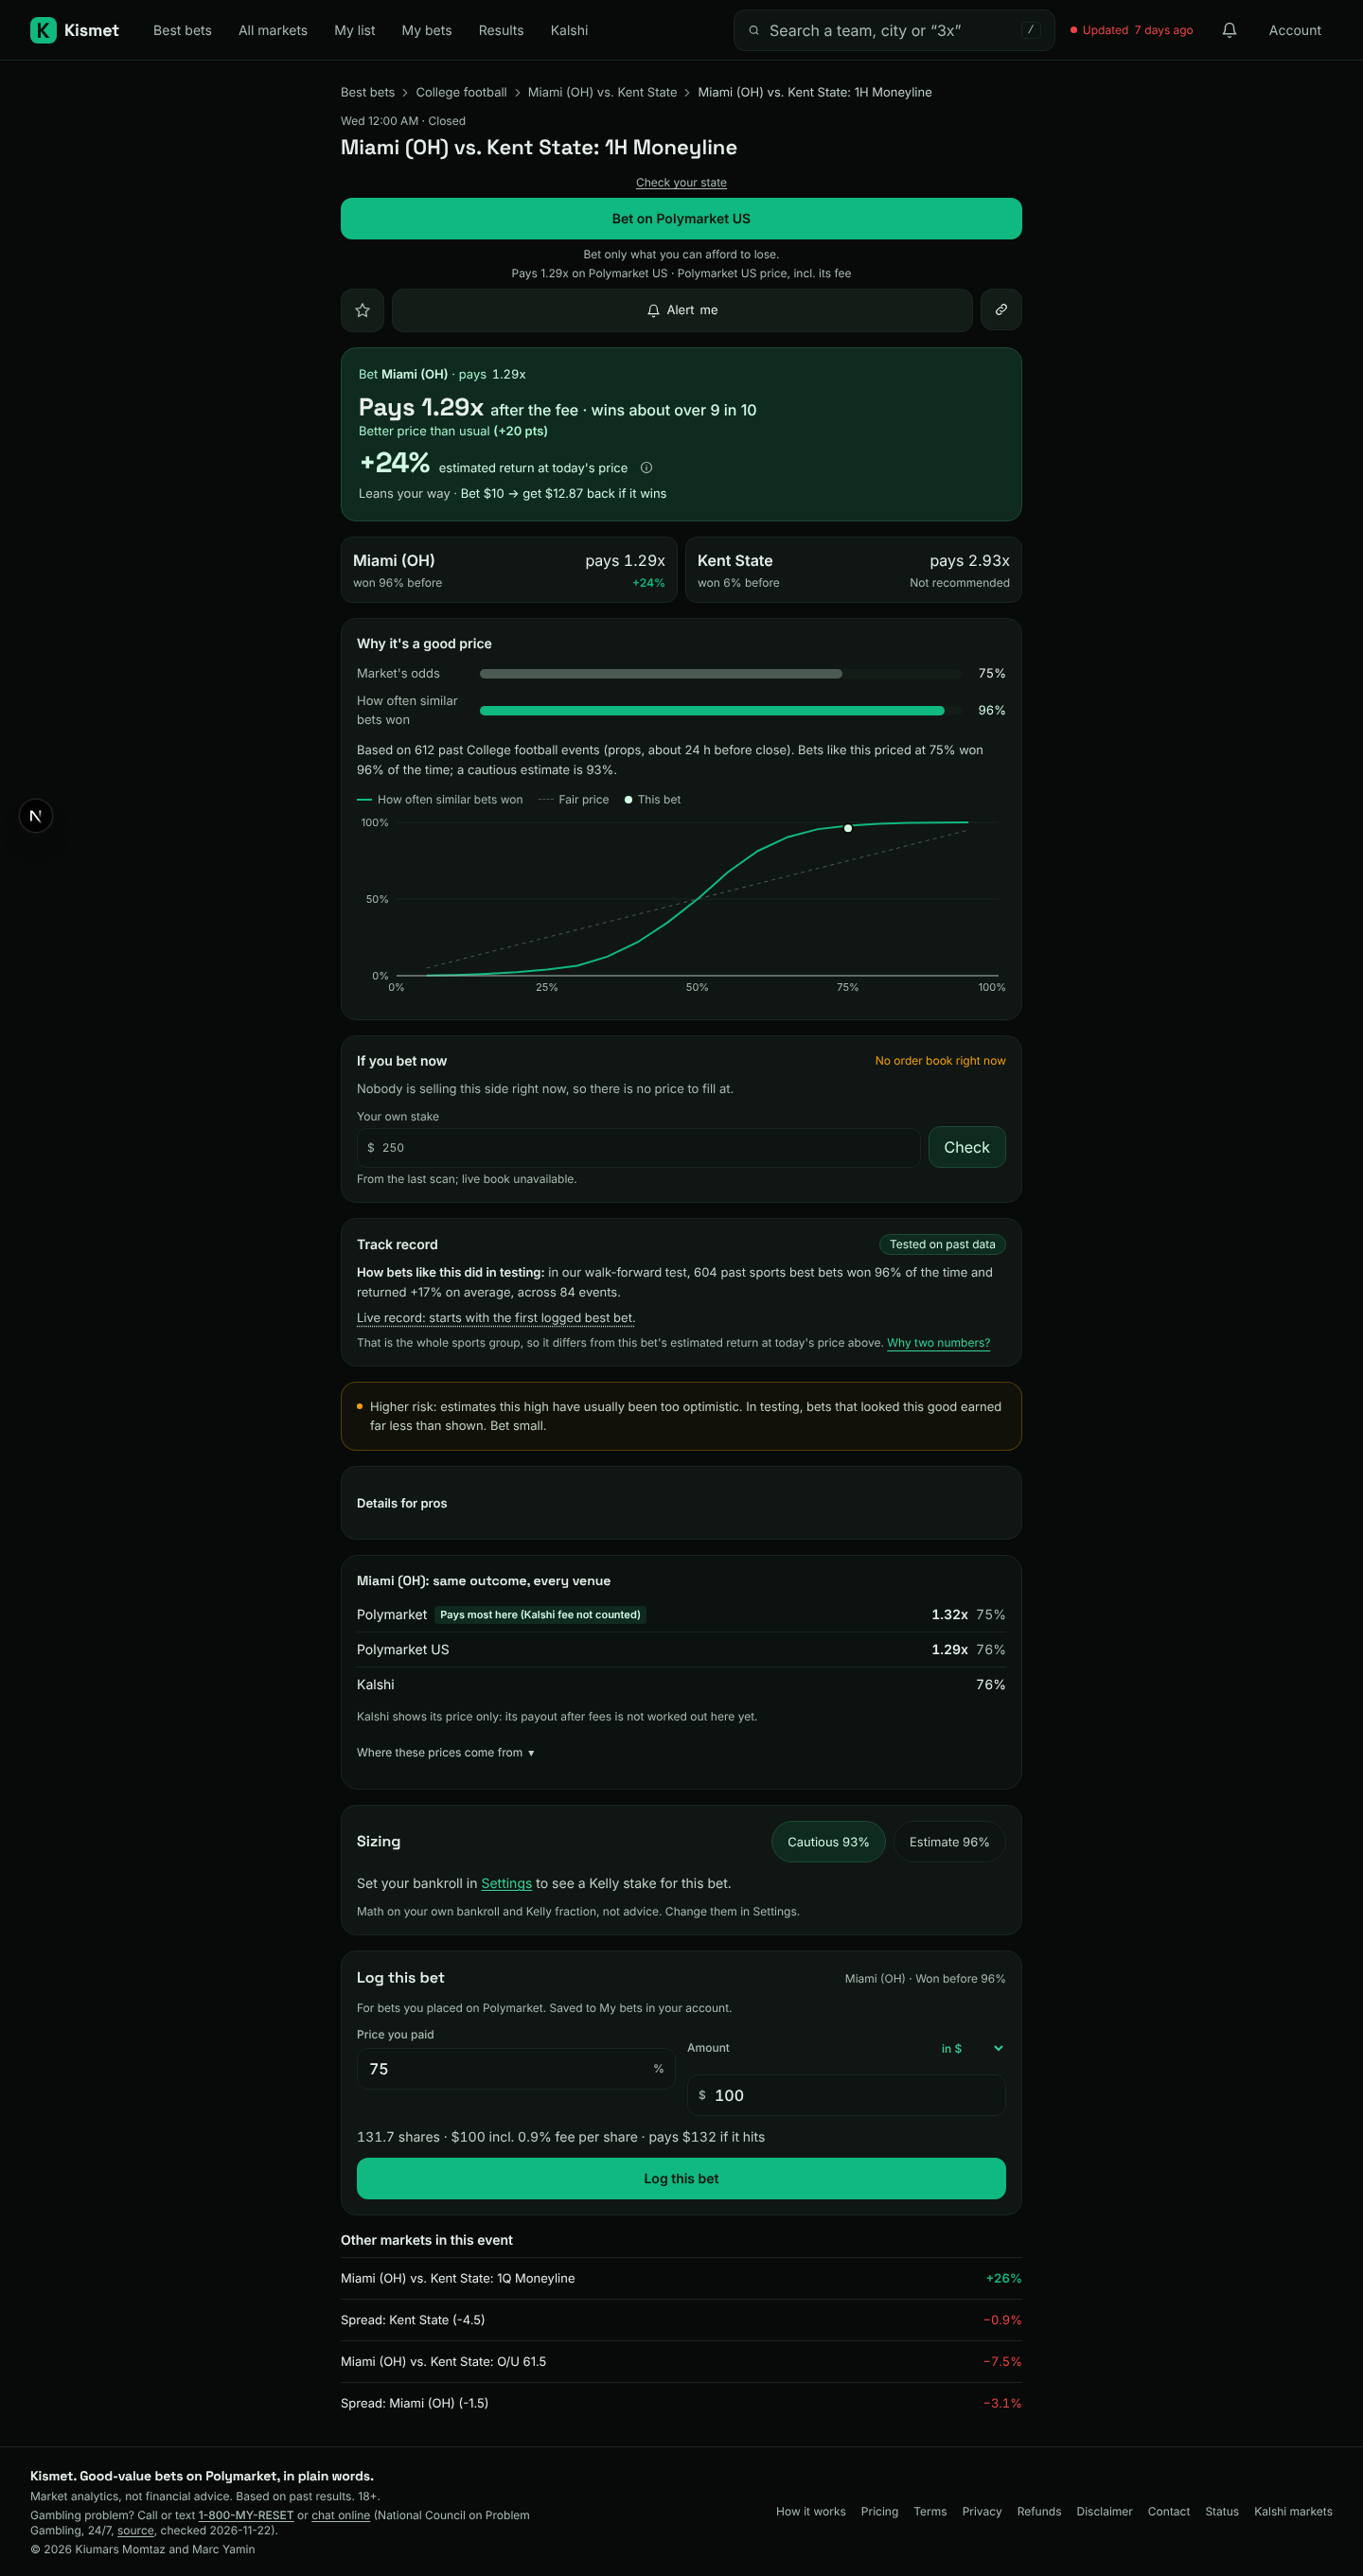 K Kismet Best bets All markets My list My bets Results Kalshi Search a team, city or “3x” / Updated 7 days ago Account
Best bets > College football > Miami (OH) vs. Kent State > Miami (OH) vs. Kent State: 1H Moneyline
Wed 12:00 AM · Closed
Miami (OH) vs. Kent State: 1H Moneyline
Check your state
Bet on Polymarket US
Bet only what you can afford to lose.
Pays 1.29x on Polymarket US · Polymarket US price, incl. its fee
Alert me
Bet Miami (OH) · pays 1.29x
Pays 1.29x after the fee · wins about over 9 in 10
Better price than usual (+20 pts)
+24% estimated return at today's price
Leans your way · Bet $10 → get $12.87 back if it wins
Miami (OH) pays 1.29x
won 96% before +24%
Kent State pays 2.93x
won 6% before Not recommended
Why it's a good price
Market's odds 75%
How often similar
bets won 96%
Based on 612 past College football events (props, about 24 h before close). Bets like this priced at 75% won
96% of the time; a cautious estimate is 93%.
How often similar bets won Fair price This bet
100%
50%
0%
0% 25% 50% 75% 100%
N
If you bet now No order book right now
Nobody is selling this side right now, so there is no price to fill at.
Your own stake
$ 250 Check
From the last scan; live book unavailable.
Track record Tested on past data
How bets like this did in testing: in our walk-forward test, 604 past sports best bets won 96% of the time and
returned +17% on average, across 84 events.
Live record: starts with the first logged best bet.
That is the whole sports group, so it differs from this bet's estimated return at today's price above. Why two numbers?
Higher risk: estimates this high have usually been too optimistic. In testing, bets that looked this good earned
far less than shown. Bet small.
Details for pros
Miami (OH): same outcome, every venue
Polymarket Pays most here (Kalshi fee not counted) 1.32x 75%
Polymarket US 1.29x 76%
Kalshi 76%
Kalshi shows its price only: its payout after fees is not worked out here yet.
Where these prices come from ▾
Sizing Cautious 93% Estimate 96%
Set your bankroll in Settings to see a Kelly stake for this bet.
Math on your own bankroll and Kelly fraction, not advice. Change them in Settings.
Log this bet Miami (OH) · Won before 96%
For bets you placed on Polymarket. Saved to My bets in your account.
Price you paid
75 %
Amount in $
$ 100
131.7 shares · $100 incl. 0.9% fee per share · pays $132 if it hits
Log this bet
Other markets in this event
Miami (OH) vs. Kent State: 1Q Moneyline +26%
Spread: Kent State (-4.5) −0.9%
Miami (OH) vs. Kent State: O/U 61.5 −7.5%
Spread: Miami (OH) (-1.5) −3.1%
Kismet. Good-value bets on Polymarket, in plain words.
Market analytics, not financial advice. Based on past results. 18+.
Gambling problem? Call or text 1-800-MY-RESET or chat online (National Council on Problem
Gambling, 24/7, source, checked 2026-11-22).
© 2026 Kiumars Momtaz and Marc Yamin
How it works Pricing Terms Privacy Refunds Disclaimer Contact Status Kalshi markets